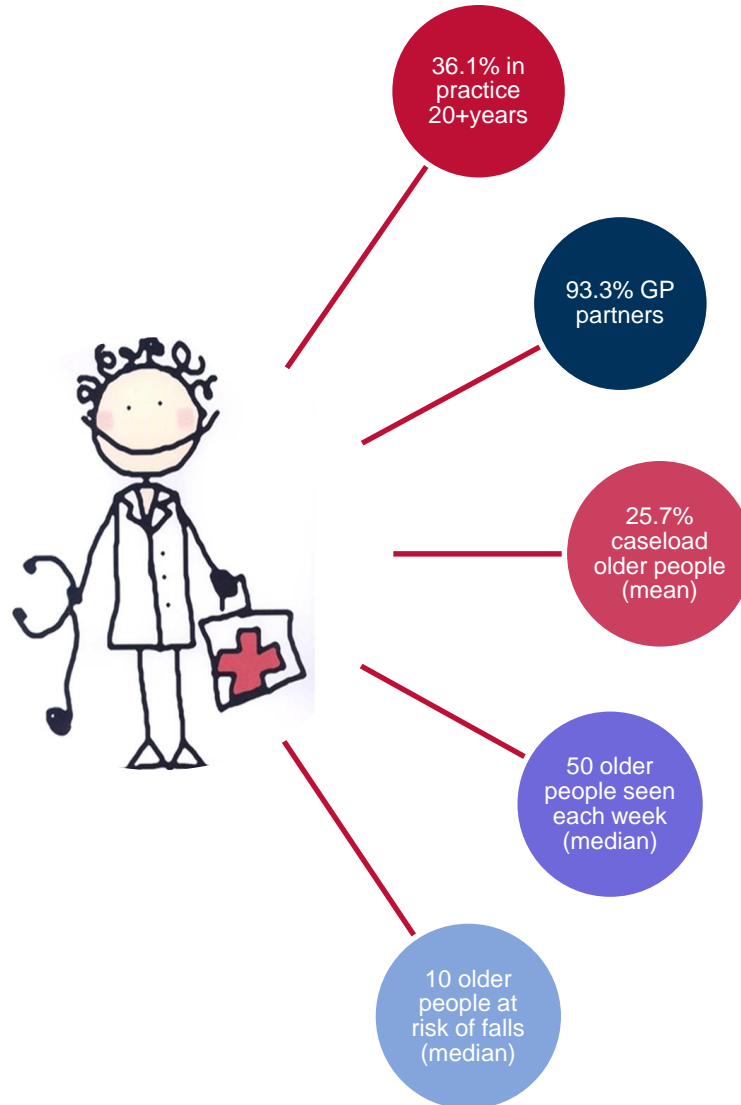 36.1% in
practice
20+years
93.3% GP
partners
25.7%
caseload
older people
(mean)
50 older
people seen
each week
(median)
10 older
people at
risk of falls
(median)